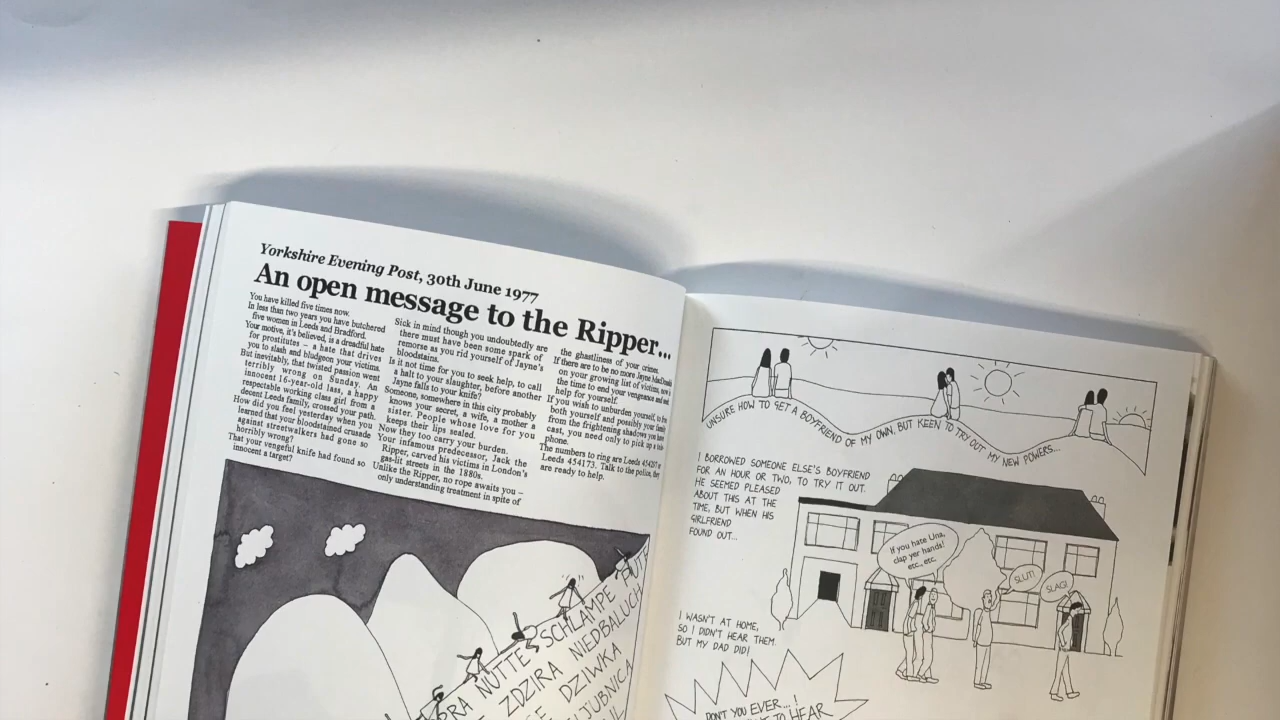 Yorkshire Evening Post, 30th June 1977
An open message to the Ripper...
You have killed five times now.
In less than two years you have butchered
five women in Leeds and Bradford.
Your motive, it's believed, is a dreadful hate
for prostitutes – a hate that drives
you to slash and bludgeon your victims.
But inevitably, that twisted passion went
terribly wrong on Sunday. An
innocent 16-year-old lass, a happy
respectable working class girl from a
decent Leeds family, crossed your path.
How did you feel yesterday when you
learned that your bloodstained crusade
against streetwalkers had gone so
horribly wrong?
That your vengeful knife had found so
innocent a target?
Sick in mind though you undoubtedly are
there must have been some spark of
remorse as you rid yourself of Jayne's
bloodstains.
Is it not time for you to seek help, to call
a halt to your slaughter, before another
Jayne falls to your knife?
Someone, somewhere in this city probably
knows your secret, a wife, a mother a
sister. People whose love for you
keeps their lips sealed.
Now they too carry your burden.
Your infamous predecessor, Jack the
Ripper, carved his victims in London's
gas-lit streets in the 1880s.
Unlike the Ripper, no rope awaits you –
only understanding treatment in spite of
the ghastliness of your crimes.
If there are to be no more Jayne
on your growing list of victims, now is
the time to end your vengeance and
help for yourself.
If you wish to unburden yourself, to free
both yourself and possibly your family
from the frightening shadows you have
cast, you need only to pick up a
phone.
The numbers to ring are Leeds or
Leeds 454173. Talk to the police, they
are ready to help.
NUTTE SCHLAMPE
ZDZIRA NIEDBALUCH
DZIWKA
UNSURE HOW TO GET A BOYFRIEND OF MY OWN, BUT KEEN TO TRY OUT MY NEW POWERS...
I BORROWED SOMEONE ELSE'S BOYFRIEND
FOR AN HOUR OR TWO, TO TRY IT OUT.
HE SEEMED PLEASED
ABOUT THIS AT THE
TIME, BUT WHEN HIS
GIRLFRIEND
FOUND OUT...
If you hate Una,
clap yer hands!
etc., etc.
SLUT!
SLAG!
I WASN'T AT HOME,
SO I DIDN'T HEAR THEM.
BUT MY DAD DID!
DON'T YOU EVER...!
TO HEAR